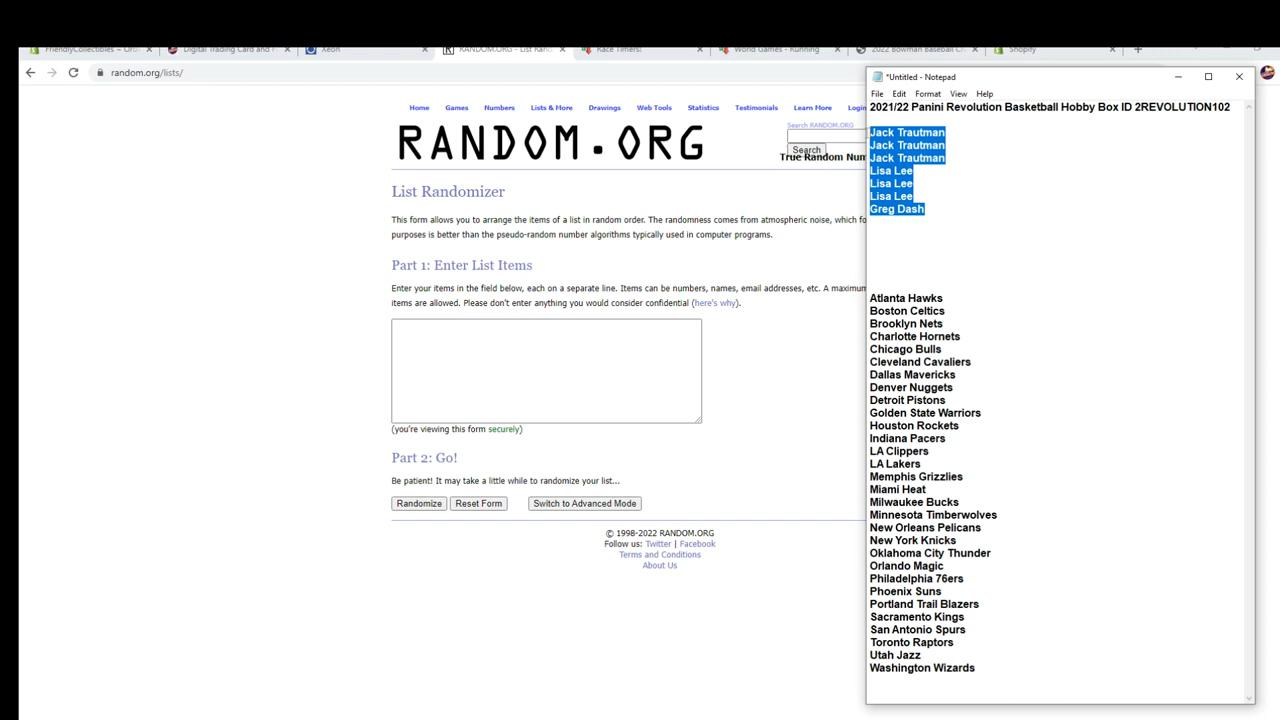 FriendlyCollectibles ~ Ord
Digital Trading Card and F
Xeon
RANDOM.ORG - List Rand
Race Timers!
World Games - Running
2022 Bowman Baseball Ch
Shopify
random.org/lists/
*Untitled - Notepad
File Edit Format View Help
2021/22 Panini Revolution Basketball Hobby Box ID 2REVOLUTION102
Jack Trautman
Jack Trautman
Jack Trautman
Lisa Lee
Lisa Lee
Lisa Lee
Greg Dash
Atlanta Hawks
Boston Celtics
Brooklyn Nets
Charlotte Hornets
Chicago Bulls
Cleveland Cavaliers
Dallas Mavericks
Denver Nuggets
Detroit Pistons
Golden State Warriors
Houston Rockets
Indiana Pacers
LA Clippers
LA Lakers
Memphis Grizzlies
Miami Heat
Milwaukee Bucks
Minnesota Timberwolves
New Orleans Pelicans
New York Knicks
Oklahoma City Thunder
Orlando Magic
Philadelphia 76ers
Phoenix Suns
Portland Trail Blazers
Sacramento Kings
San Antonio Spurs
Toronto Raptors
Utah Jazz
Washington Wizards
Home Games Numbers Lists & More Drawings Web Tools Statistics Testimonials Learn More Login
Search RANDOM.ORG
RANDOM.ORG
Search
True Random Num
List Randomizer
This form allows you to arrange the items of a list in random order. The randomness comes from atmospheric noise, which fo
purposes is better than the pseudo-random number algorithms typically used in computer programs.
Part 1: Enter List Items
Enter your items in the field below, each on a separate line. Items can be numbers, names, email addresses, etc. A maximum
items are allowed. Please don't enter anything you would consider confidential (here's why).
(you're viewing this form securely)
Part 2: Go!
Be patient! It may take a little while to randomize your list...
Randomize Reset Form Switch to Advanced Mode
© 1998-2022 RANDOM.ORG
Follow us: Twitter | Facebook
Terms and Conditions
About Us